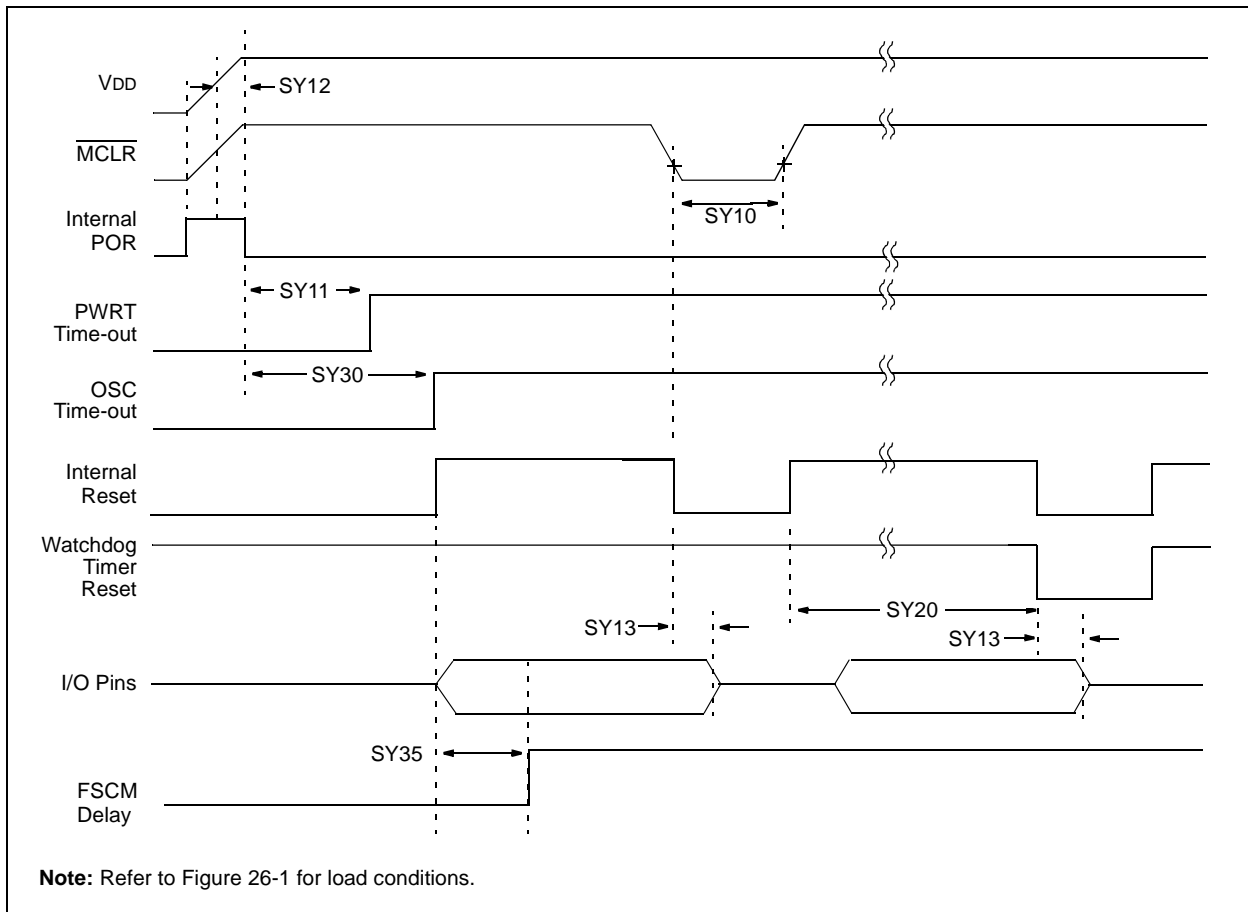 VDD
SY12
MCLR
SY10
Internal
POR
SY11
PWRT
Time-out
SY30
OSC
Time-out
Internal
Reset
Watchdog
Timer
Reset
SY20
SY13
SY13
I/O Pins
SY35
FSCM
Delay
Note: Refer to Figure 26-1 for load conditions.